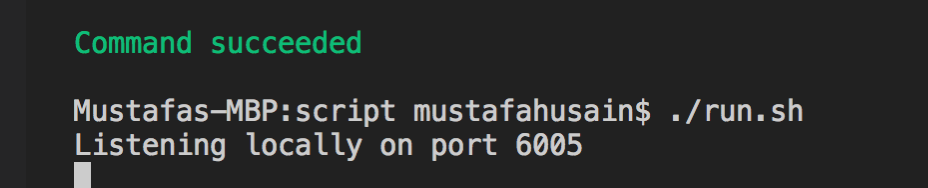 Command succeeded
Mustafas-MBP:script mustafahusain$ ./run.sh
Listening locally on port 6005